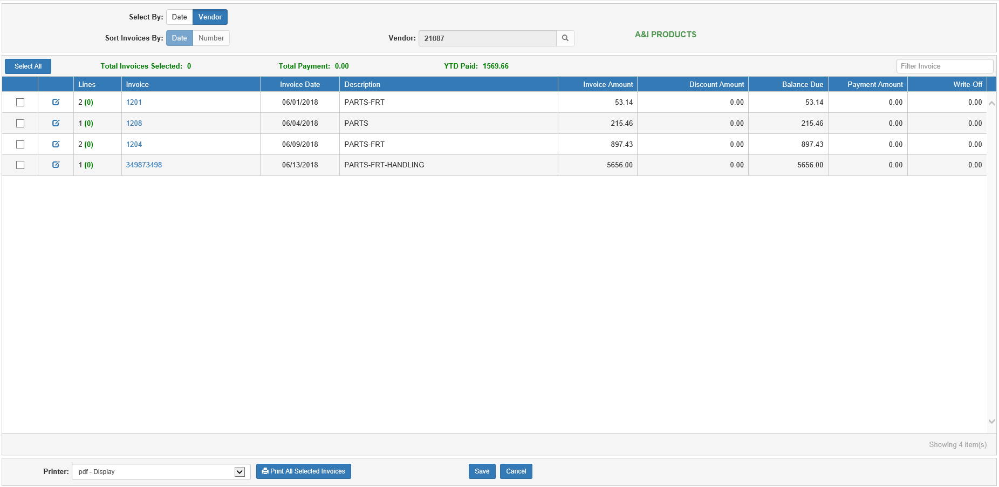 Select By: Date Vendor
Sort Invoices By: Date Number Vendor: 21087 A&I PRODUCTS
Select All Total Invoices Selected: 0 Total Payment: 0.00 YTD Paid: 1569.66 Filter Invoice
Lines Invoice Invoice Date Description Invoice Amount Discount Amount Balance Due Payment Amount Write-Off
2 (0) 1201 06/01/2018 PARTS-FRT 53.14 0.00 53.14 0.00 0.00
1 (0) 1208 06/04/2018 PARTS 215.46 0.00 215.46 0.00 0.00
2 (0) 1204 06/09/2018 PARTS-FRT 897.43 0.00 897.43 0.00 0.00
1 (0) 349873498 06/13/2018 PARTS-FRT-HANDLING 5656.00 0.00 5656.00 0.00 0.00
Showing 4 item(s)
Printer: pdf - Display Print All Selected Invoices Save Cancel